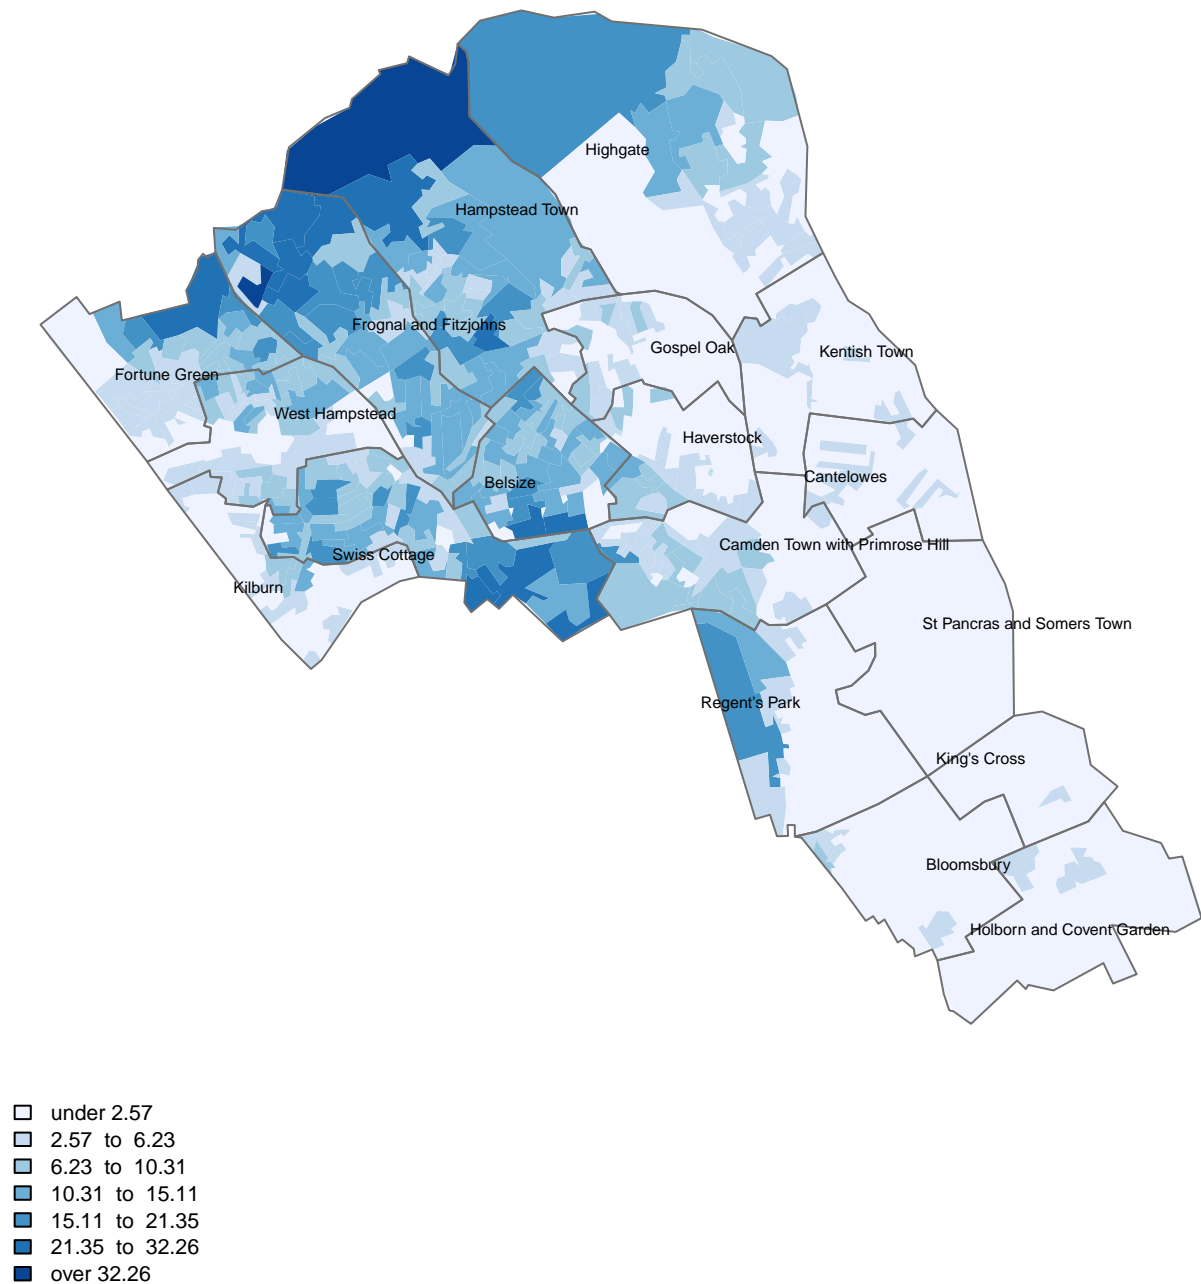 Highgate
Hampstead Town
Frognal and Fitzjohns
Gospel Oak
Kentish Town
Fortune Green
West Hampstead
Haverstock
Cantelowes
Belsize
Camden Town with Primrose Hill
Swiss Cottage
Kilburn
St Pancras and Somers Town
Regent's Park
King's Cross
Bloomsbury
Holborn and Covent Garden
under 2.57
2.57 to 6.23
6.23 to 10.31
10.31 to 15.11
15.11 to 21.35
21.35 to 32.26
over 32.26